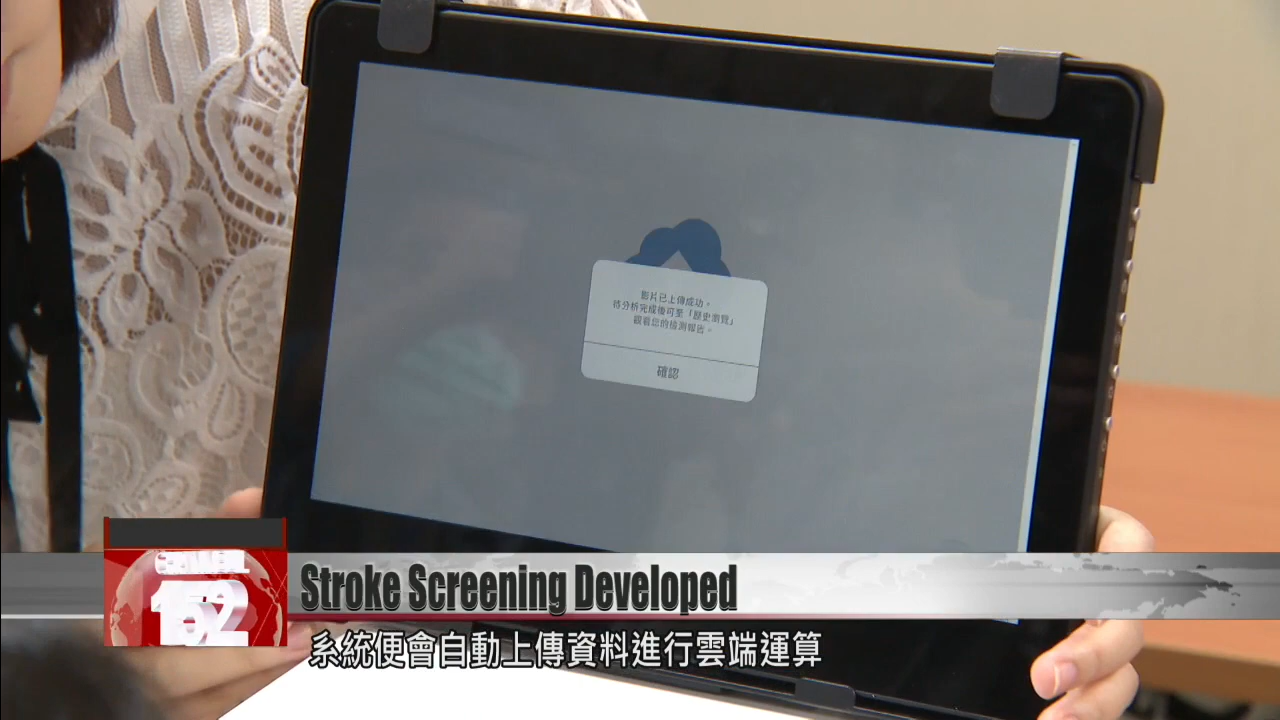 影片已上傳成功，
待分析完成後可至「歷史瀏覽」
觀看您的檢測報告。
確認
152
Stroke Screening Developed
系統便會自動上傳資料進行雲端運算